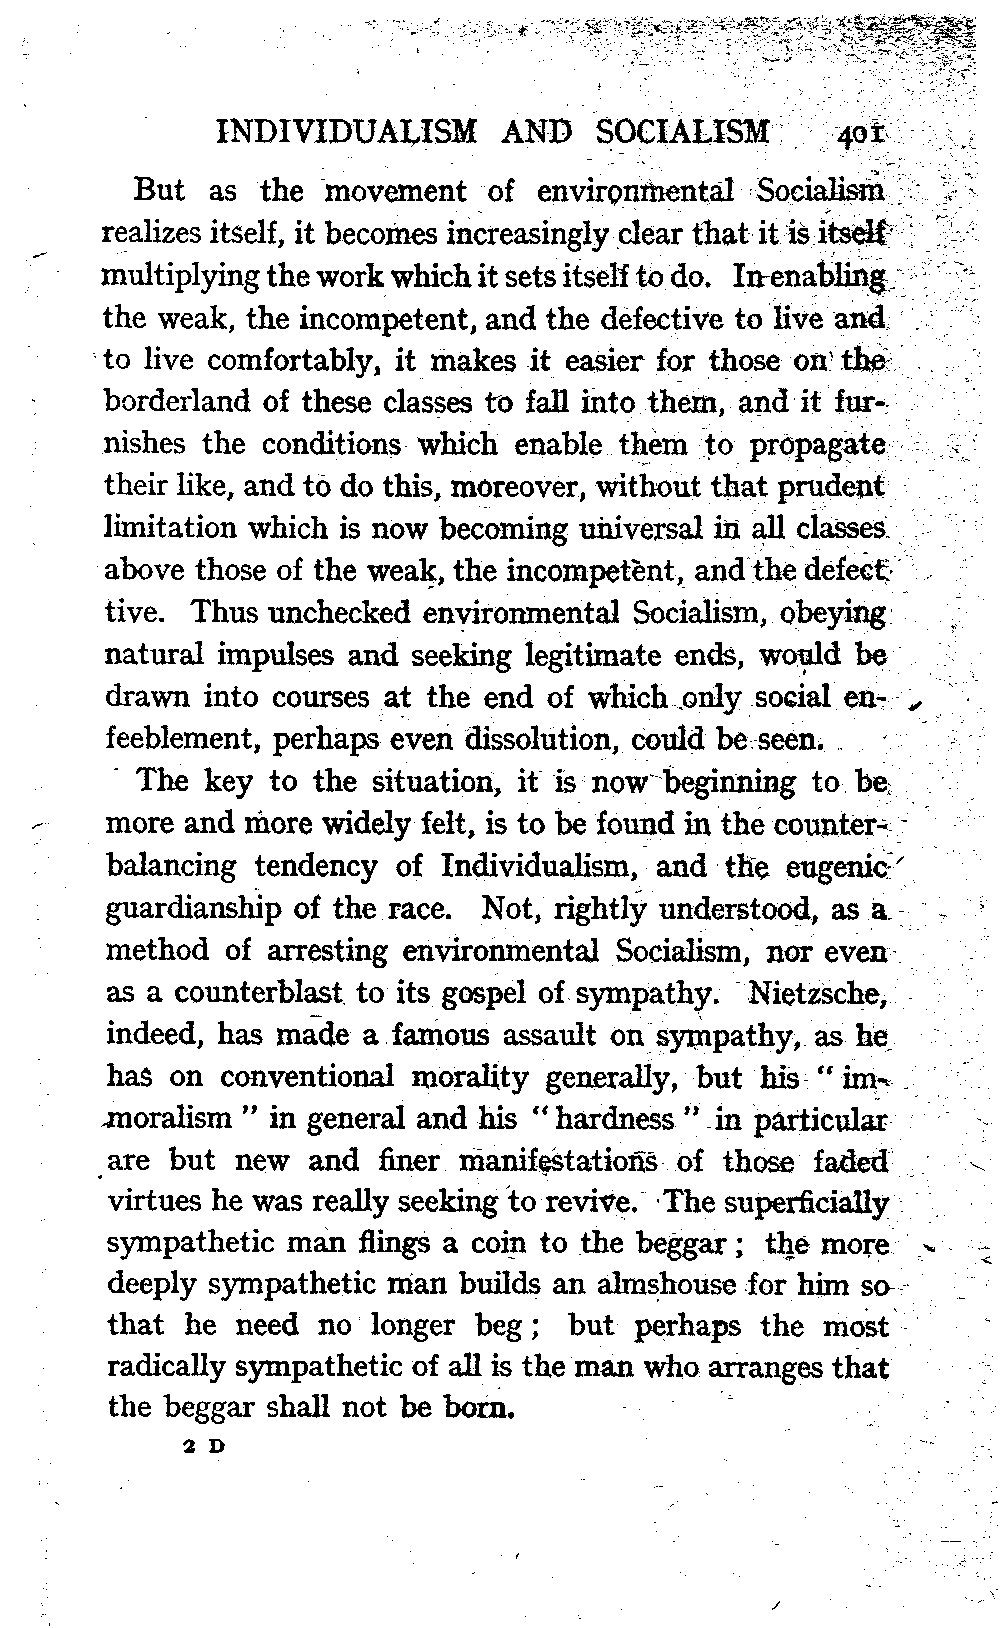 INDIVIDUALISM AND SOCIALISM 401
But as the movement of environmental Socialism
realizes itself, it becomes increasingly clear that it is itself
multiplying the work which it sets itself to do. In enabling
the weak, the incompetent, and the defective to live and
to live comfortably, it makes it easier for those on the
borderland of these classes to fall into them, and it fur-
nishes the conditions which enable them to propagate
their like, and to do this, moreover, without that prudent
limitation which is now becoming universal in all classes
above those of the weak, the incompetent, and the defec-
tive. Thus unchecked environmental Socialism, obeying
natural impulses and seeking legitimate ends, would be
drawn into courses at the end of which only social en-
feeblement, perhaps even dissolution, could be seen.
The key to the situation, it is now beginning to be
more and more widely felt, is to be found in the counter-
balancing tendency of Individualism, and the eugenic
guardianship of the race. Not, rightly understood, as a
method of arresting environmental Socialism, nor even
as a counterblast to its gospel of sympathy. Nietzsche,
indeed, has made a famous assault on sympathy, as he
has on conventional morality generally, but his “ im-
moralism ” in general and his “ hardness ” in particular
are but new and finer manifestations of those faded
virtues he was really seeking to revive. The superficially
sympathetic man flings a coin to the beggar ; the more
deeply sympathetic man builds an almshouse for him so
that he need no longer beg ; but perhaps the most
radically sympathetic of all is the man who arranges that
the beggar shall not be born.
2 D